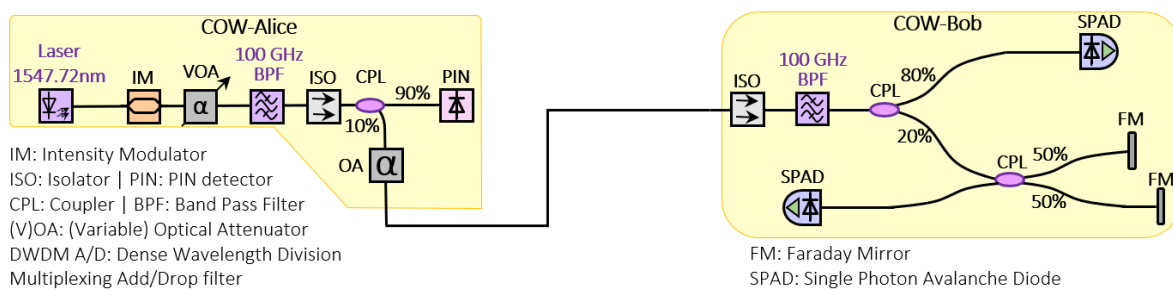 COW-Alice
Laser
1547.72nm
IM
VOA
100 GHz
BPF
ISO
CPL
90%
PIN
10%
α
OA
α
IM: Intensity Modulator
ISO: Isolator | PIN: PIN detector
CPL: Coupler | BPF: Band Pass Filter
(V)OA: (Variable) Optical Attenuator
DWDM A/D: Dense Wavelength Division
Multiplexing Add/Drop filter
COW-Bob
SPAD
ISO
100 GHz
BPF
CPL
80%
20%
FM
CPL
50%
SPAD
50%
FM
FM: Faraday Mirror
SPAD: Single Photon Avalanche Diode